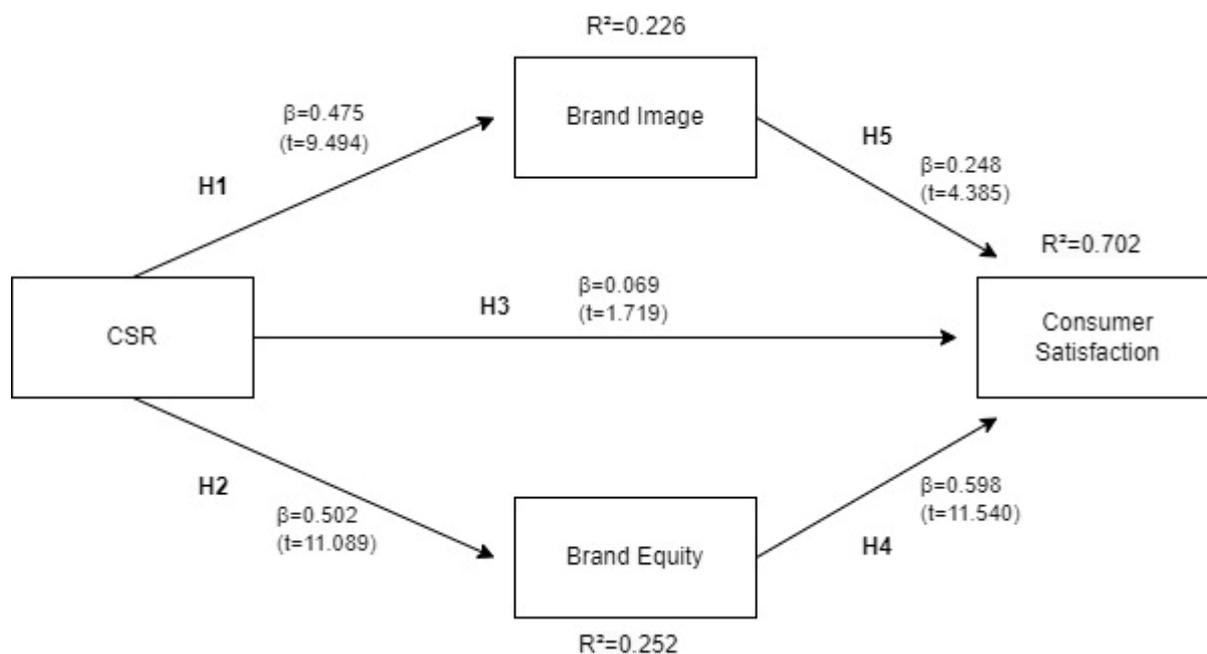 R²=0.226
Brand Image
β=0.475
(t=9.494)
H1
H5
β=0.248
(t=4.385)
R²=0.702
CSR
H3
β=0.069
(t=1.719)
Consumer
Satisfaction
H2
β=0.502
(t=11.089)
Brand Equity
β=0.598
(t=11.540)
H4
R²=0.252